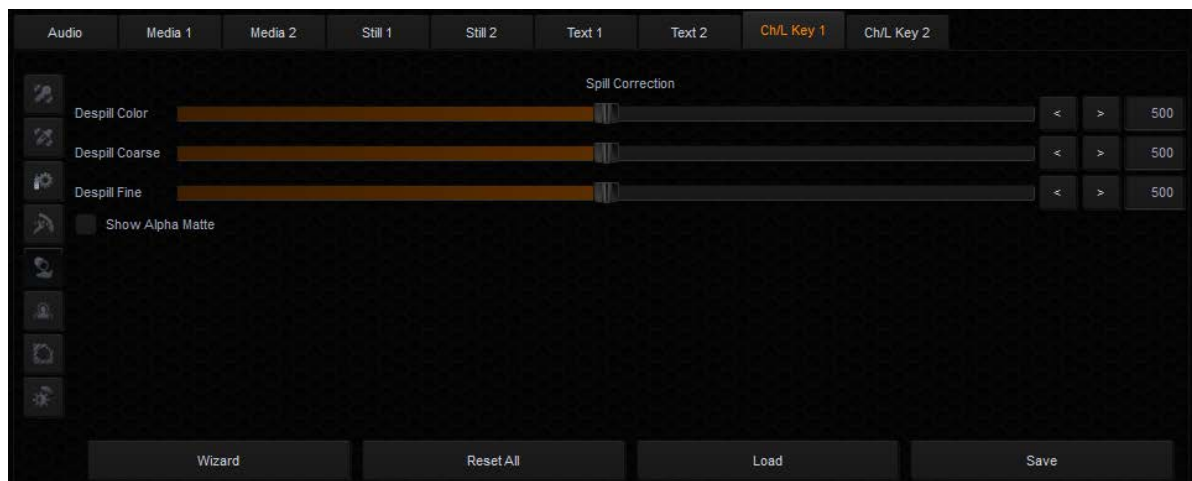 Audio Media 1 Media 2 Still 1 Still 2 Text 1 Text 2 Ch/L Key 1 Ch/L Key 2
Spill Correction
Despill Color < > 500
Despill Coarse < > 500
Despill Fine < > 500
Show Alpha Matte
Wizard Reset All Load Save